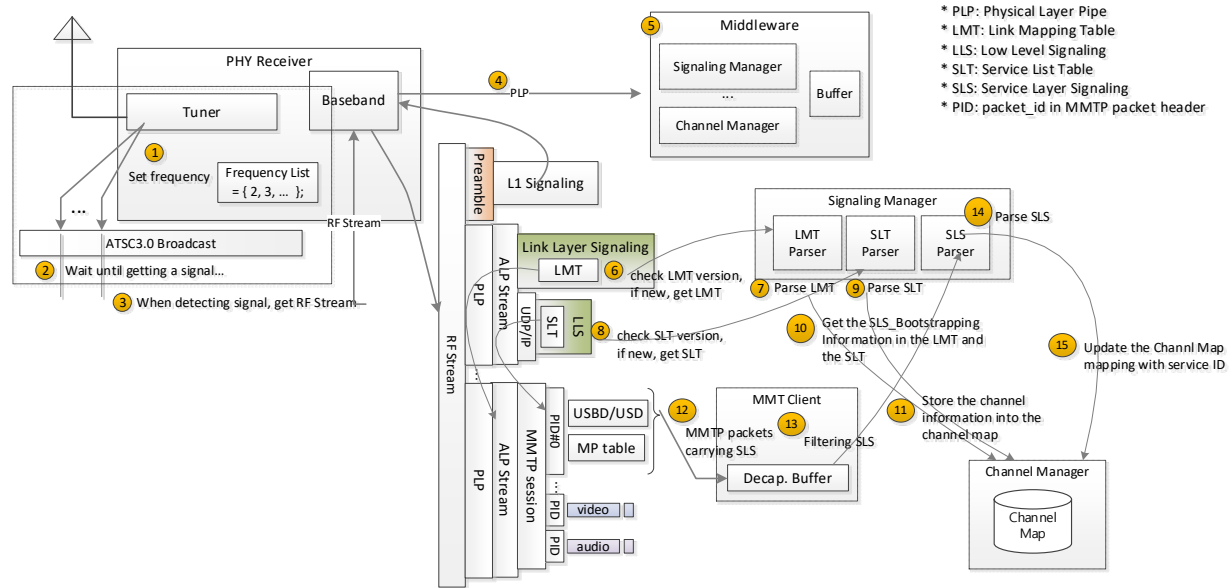 * PLP: Physical Layer Pipe
* LMT: Link Mapping Table
* LLS: Low Level Signaling
* SLT: Service List Table
* SLS: Service Layer Signaling
* PID: packet_id in MMTP packet header
5
Middleware
Signaling Manager
...
Channel Manager
Buffer
PHY Receiver
Tuner
Baseband
4
PLP
1
Set frequency
Frequency List
= { 2, 3, ... };
...
RF Stream
ATSC3.0 Broadcast
2 Wait until getting a signal...
3 When detecting signal, get RF Stream
RF Stream
Preamble
L1 Signaling
PLP
ALP Stream
Link Layer Signaling
LMT
6
check LMT version,
if new, get LMT
UDP/IP
SLT
LLS
8
check SLT version,
if new, get SLT
Signaling Manager
LMT
Parser
SLT
Parser
SLS
Parser
14
Parse SLS
7 Parse LMT
9 Parse SLT
10 Get the SLS_Bootstrapping
Information in the LMT and
the SLT
15 Update the Channl Map
mapping with service ID
11 Store the channel
information into the
channel map
...
PLP
ALP Stream
MMTP session
PID#0
USBD/USD
MP table
...
PID
video
PID
audio
12
MMTP packets
carrying SLS
MMT Client
13
Filtering SLS
Decap. Buffer
Channel Manager
Channel
Map